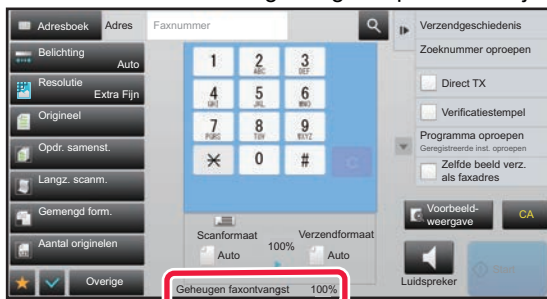 Adresboek
Adres
Faxnummer
Belichting
Auto
Resolutie
Extra Fijn
Origineel
Opdr. samenst.
Langz. scanm.
Gemengd form.
Aantal originelen
Overige
1
2
ABC
3
DEF
4
GHI
5
JKL
6
MNO
7
PQRS
8
TUV
9
WXYZ
0
#
C
Scanformaat
Auto
100%
Verzendformaat
Auto
Geheugen faxontvangst 100%
Verzendgeschiedenis
Zoeknummer oproepen
Direct TX
Verificatiestempel
Programma oproepen
Geregistreerde inst. oproepen
Zelfde beeld verz.
als faxadres
Voorbeeld-
weergave
CA
Luidspreker
Start